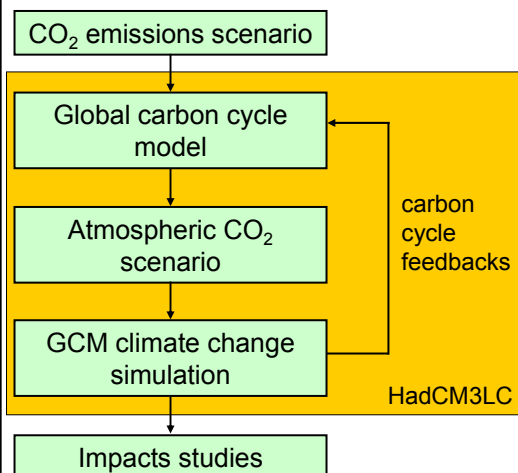 CO₂ emissions scenario
Global carbon cycle
model
Atmospheric CO₂
scenario
carbon
cycle
feedbacks
GCM climate change
simulation
HadCM3LC
Impacts studies